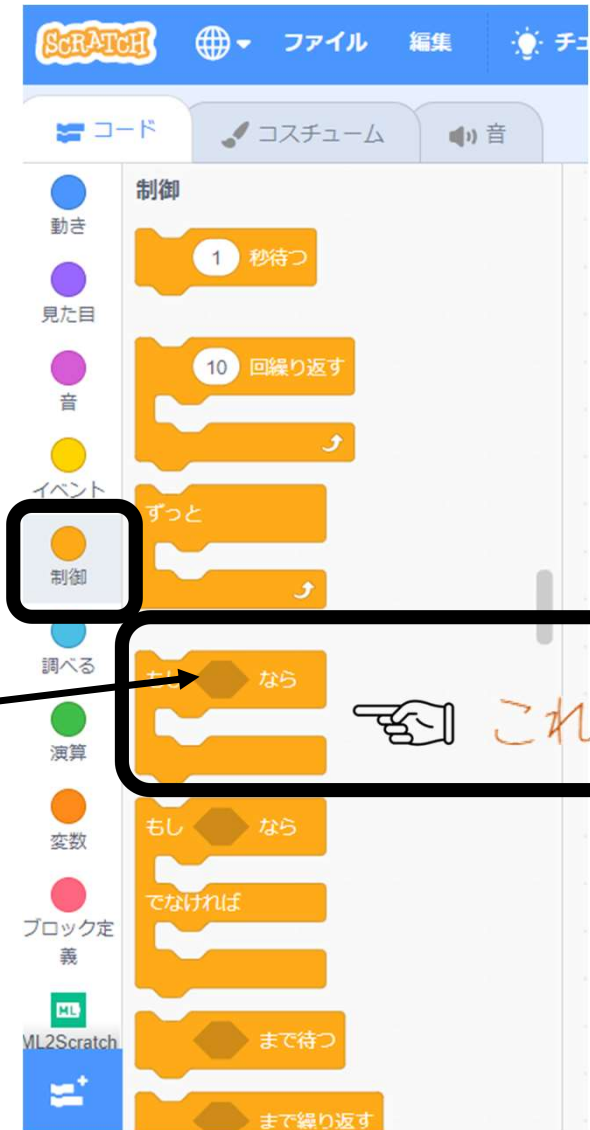 SCRATCH ファイル 編集 チュ
コード コスチューム 音
制御
動き
1 秒待つ
見た目
10 回繰り返す
音
イベント
ずっと
制御
調べる
もし なら
これ
演算
もし なら
変数
でなければ
ブロック定
義
ML
ML2Scratch
まで待つ
まで繰り返す